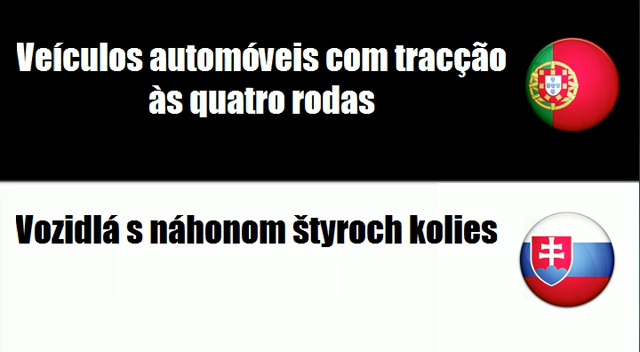 Veículos automóveis com tracção
às quatro rodas
Vozidlá s náhonom štyroch kolies